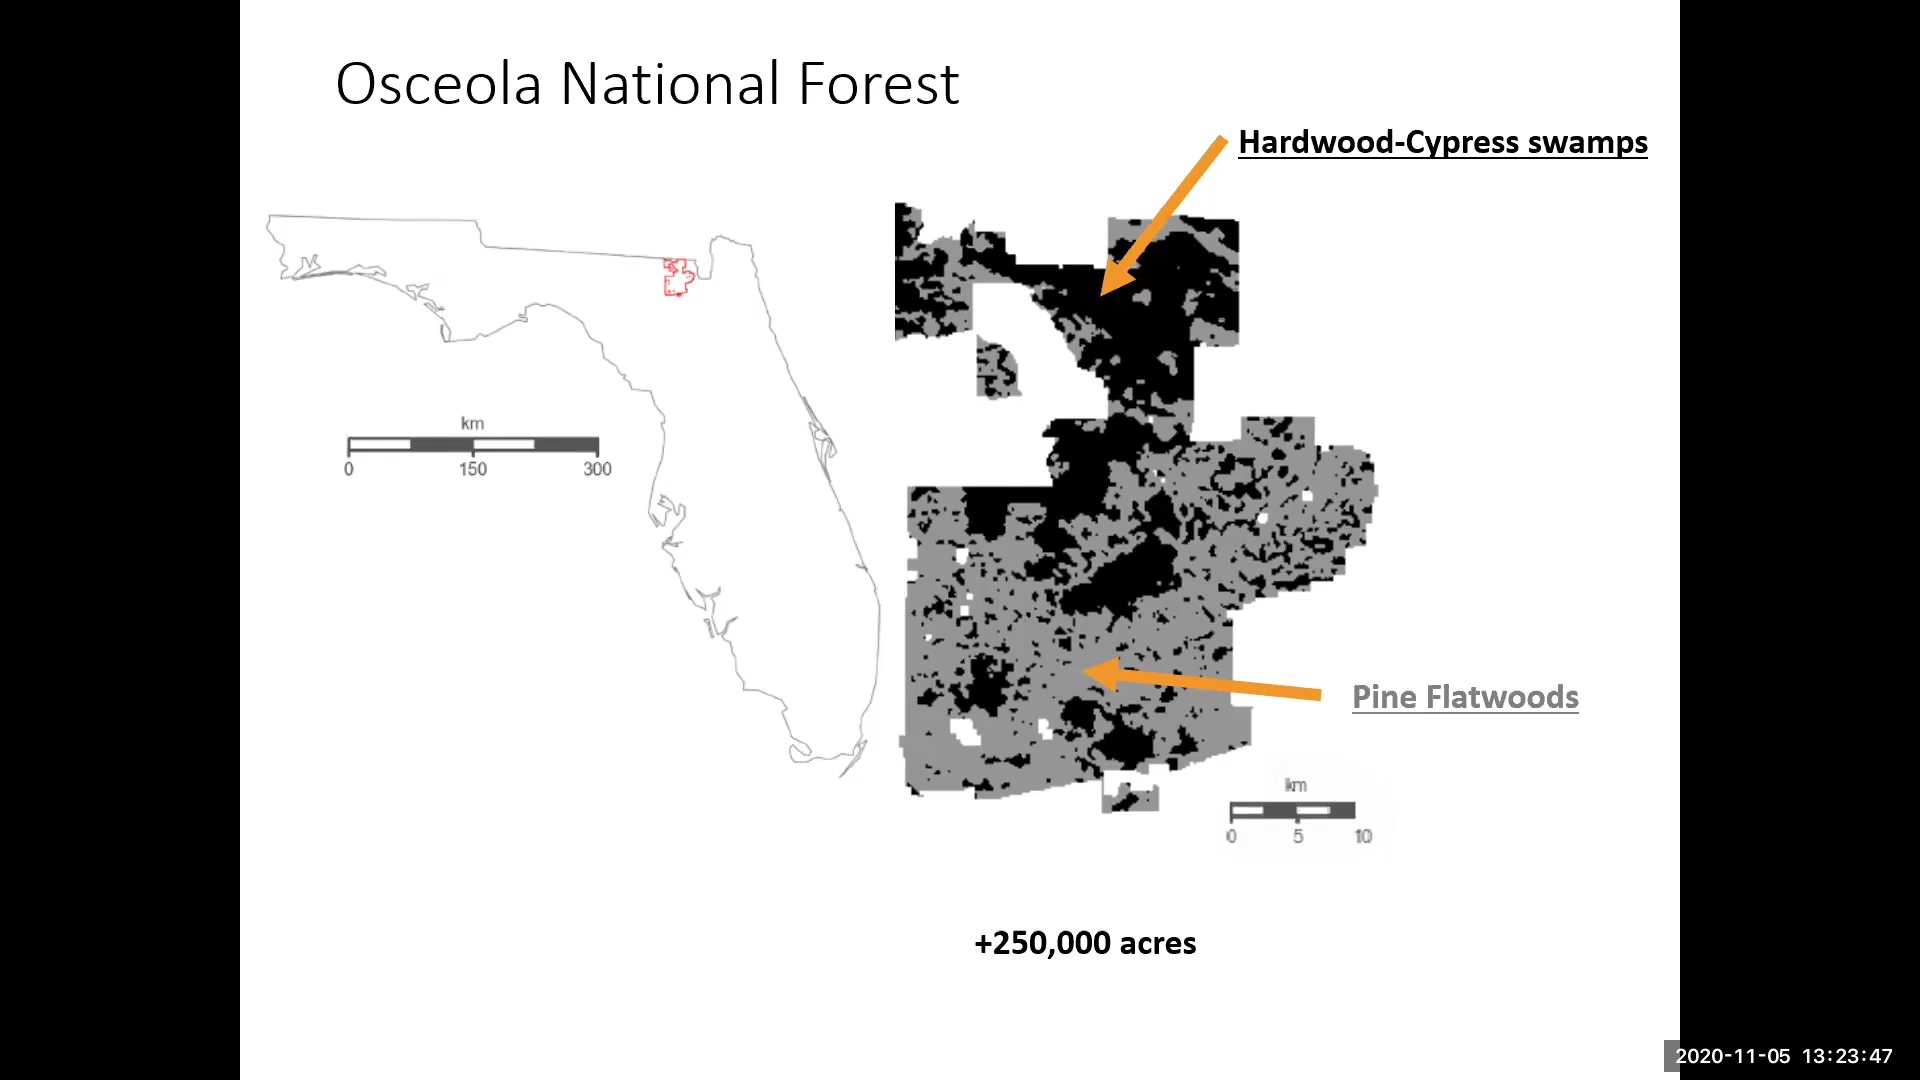 Osceola National Forest
Hardwood-Cypress swamps
km
0 150 300
Pine Flatwoods
km
0 5 10
+250,000 acres
2020-11-05 13:23:47